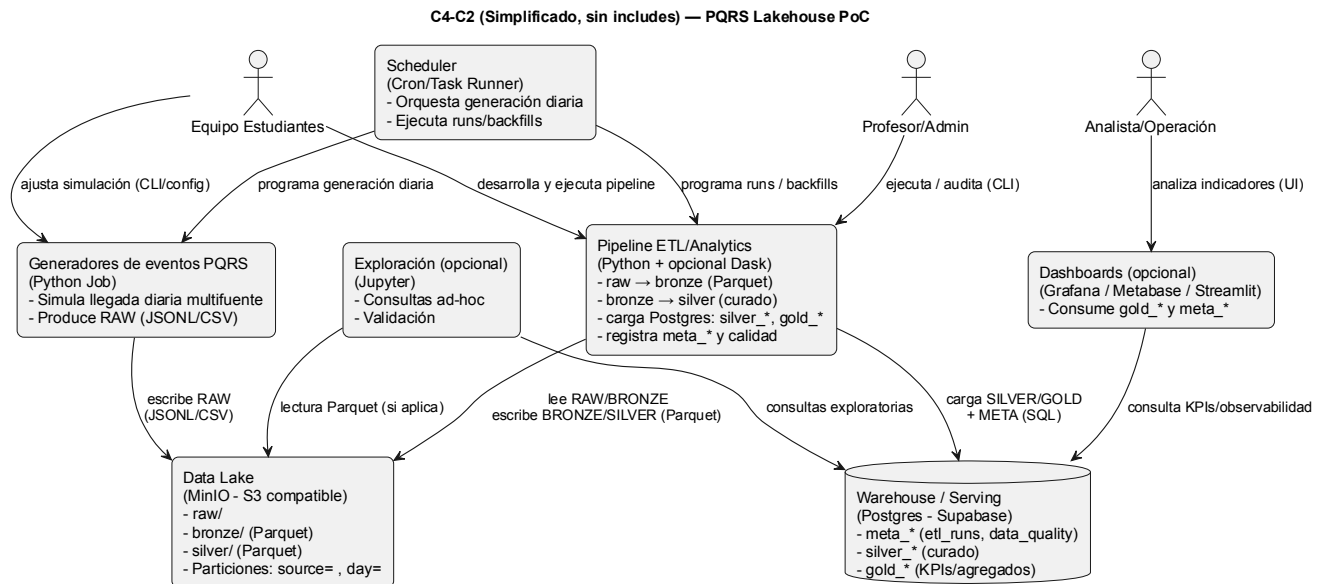 C4-C2 (Simplificado, sin includes) — PQRS Lakehouse PoC
Equipo Estudiantes
Scheduler
(Cron/Task Runner)
- Orquesta generación diaria
- Ejecuta runs/backfills
Profesor/Admin
Analista/Operación
ajusta simulación (CLI/config)
programa generación diaria
desarrolla y ejecuta pipeline
programa runs / backfills
ejecuta / audita (CLI)
analiza indicadores (UI)
Generadores de eventos PQRS
(Python Job)
- Simula llegada diaria multifuente
- Produce RAW (JSONL/CSV)
Exploración (opcional)
(Jupyter)
- Consultas ad-hoc
- Validación
Pipeline ETL/Analytics
(Python + opcional Dask)
- raw → bronze (Parquet)
- bronze → silver (curado)
- carga Postgres: silver_*, gold_*
- registra meta_* y calidad
Dashboards (opcional)
(Grafana / Metabase / Streamlit)
- Consume gold_* y meta_*
escribe RAW
(JSONL/CSV)
lectura Parquet (si aplica)
lee RAW/BRONZE
escribe BRONZE/SILVER (Parquet)
consultas exploratorias
carga SILVER/GOLD
+ META (SQL)
consulta KPIs/observabilidad
Data Lake
(MinIO - S3 compatible)
- raw/
- bronze/ (Parquet)
- silver/ (Parquet)
- Particiones: source= , day=
Warehouse / Serving
(Postgres - Supabase)
- meta_* (etl_runs, data_quality)
- silver_* (curado)
- gold_* (KPIs/agregados)